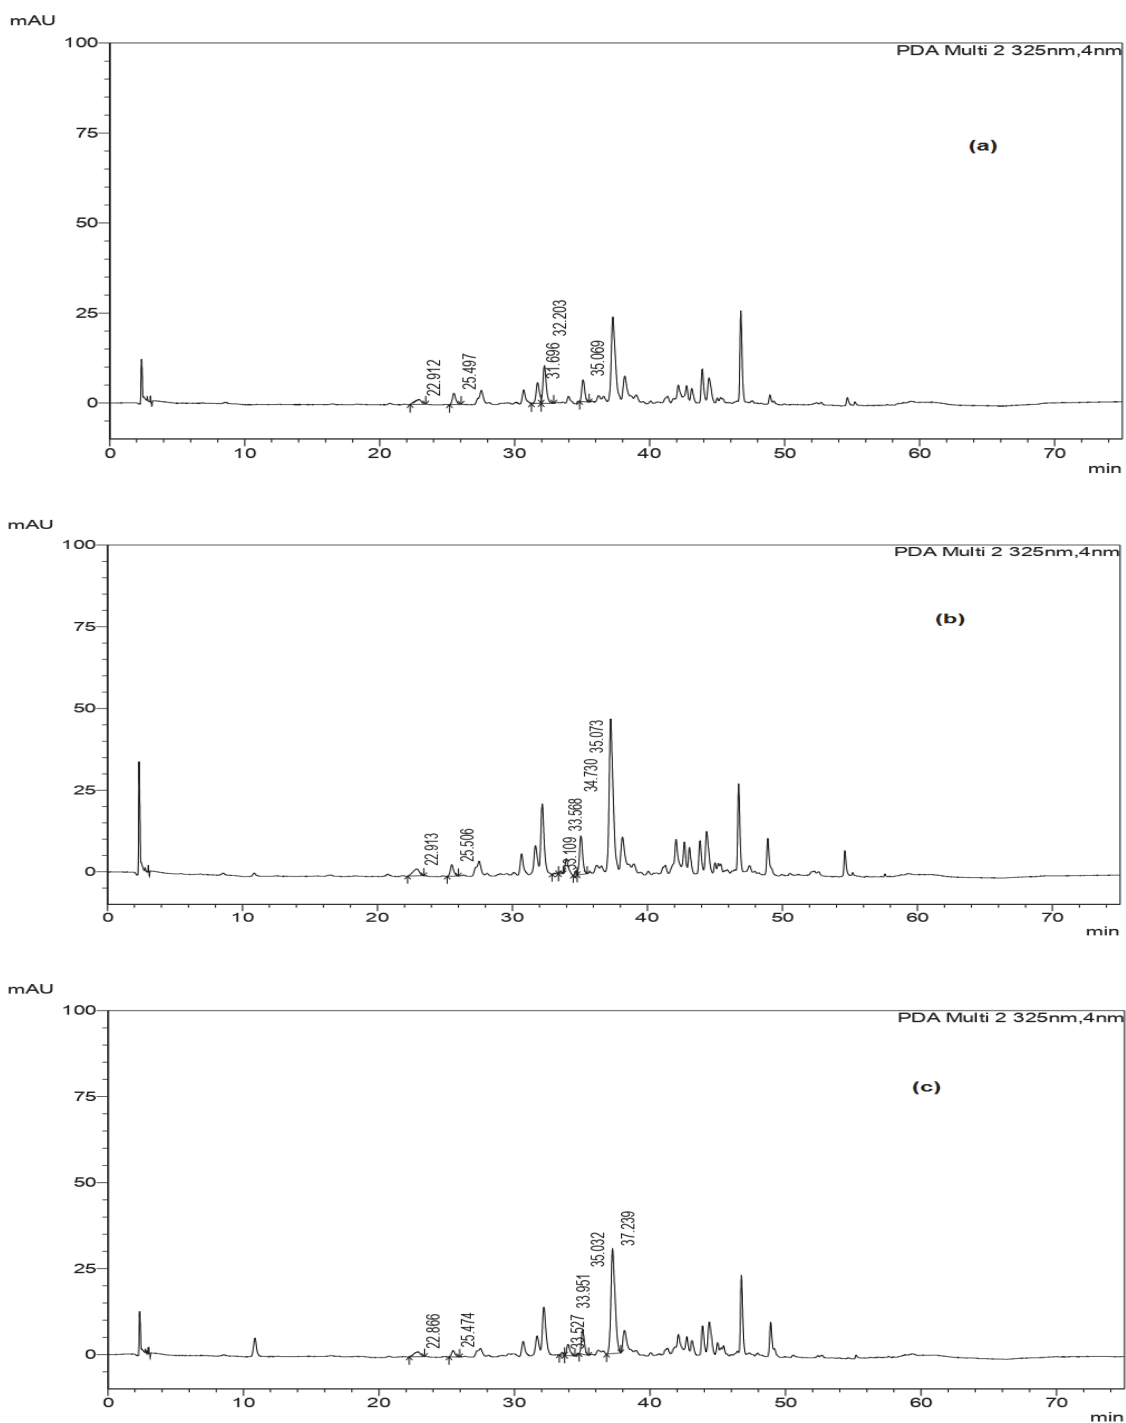 mAU
100
PDA Multi 2 325nm,4nm
75
(a)
50
25
22.912
25.497
31.696
32.203
35.069
0
0 10 20 30 40 50 60 70
min
mAU
100
PDA Multi 2 325nm,4nm
75
(b)
50
25
22.913
25.506
33.109
33.568
34.730
35.073
0
0 10 20 30 40 50 60 70
min
mAU
100
PDA Multi 2 325nm,4nm
75
(c)
50
25
22.866
25.474
33.527
33.951
35.032
37.239
0
0 10 20 30 40 50 60 70
min